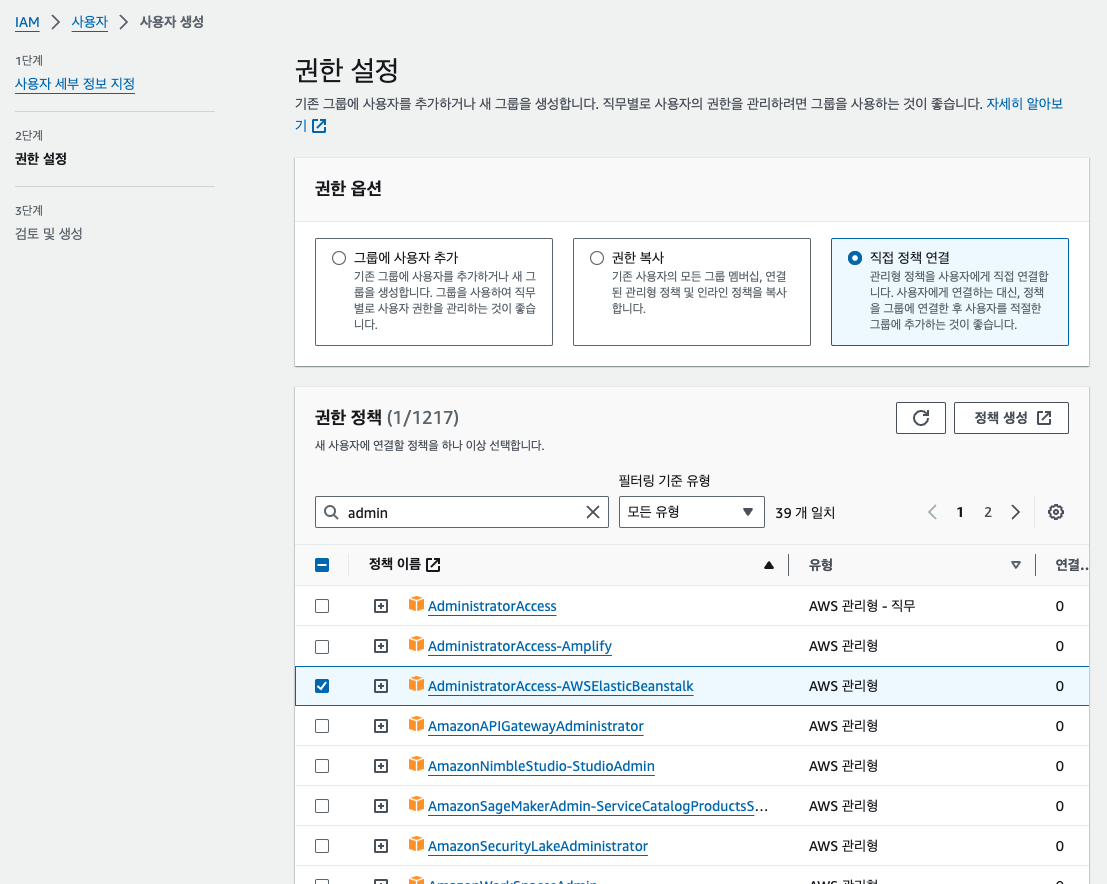 IAM > 사용자 > 사용자 생성
1단계
사용자 세부 정보 지정
2단계
권한 설정
3단계
검토 및 생성
권한 설정
기존 그룹에 사용자를 추가하거나 새 그룹을 생성합니다. 직무별로 사용자의 권한을 관리하려면 그룹을 사용하는 것이 좋습니다. 자세히 알아보
기
권한 옵션
그룹에 사용자 추가
기존 그룹에 사용자를 추가하거나 새 그
룹을 생성합니다. 그룹을 사용하여 직무
별로 사용자 권한을 관리하는 것이 좋습
니다.
권한 복사
기존 사용자의 모든 그룹 멤버십, 연결
된 관리형 정책 및 인라인 정책을 복사
합니다.
직접 정책 연결
관리형 정책을 사용자에게 직접 연결합
니다. 사용자에게 연결하는 대신, 정책
을 그룹에 연결한 후 사용자를 적절한
그룹에 추가하는 것이 좋습니다.
권한 정책 (1/1217)
정책 생성
새 사용자에 연결할 정책을 하나 이상 선택합니다.
필터링 기준 유형
admin
모든 유형
39 개 일치
1 2
정책 이름 유형 연결..
AdministratorAccess AWS 관리형 - 직무 0
AdministratorAccess-Amplify AWS 관리형 0
AdministratorAccess-AWSElasticBeanstalk AWS 관리형 0
AmazonAPIGatewayAdministrator AWS 관리형 0
AmazonNimbleStudio-StudioAdmin AWS 관리형 0
AmazonSageMakerAdmin-ServiceCatalogProductsS... AWS 관리형 0
AmazonSecurityLakeAdministrator AWS 관리형 0
AmazonWorkSpacesAdmin AWS 관리형 0